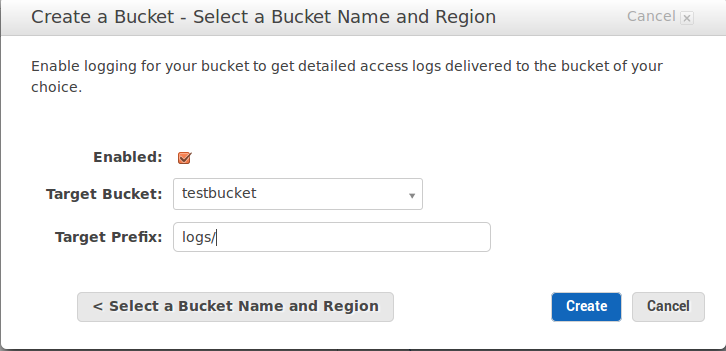 Create a Bucket - Select a Bucket Name and Region
Cancel
Enable logging for your bucket to get detailed access logs delivered to the bucket of your
choice.
Enabled:
Target Bucket: testbucket
Target Prefix: logs/
< Select a Bucket Name and Region Create Cancel